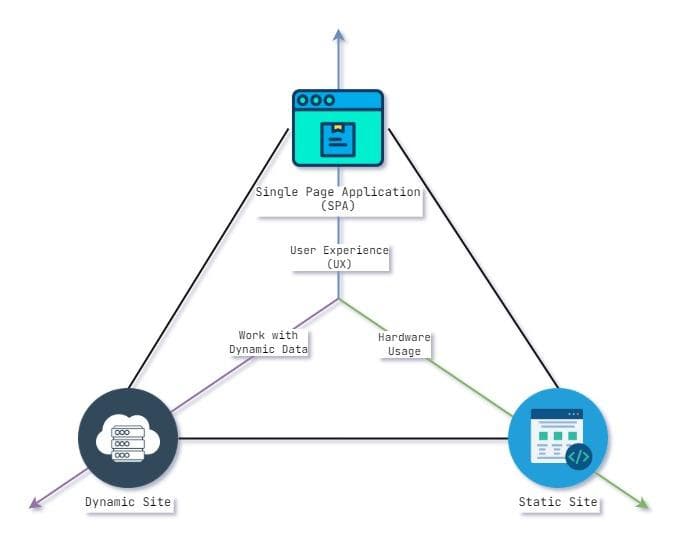 Single Page Application
(SPA)
User Experience
(UX)
Work with
Dynamic Data
Hardware
Usage
</>
Dynamic Site
Static Site